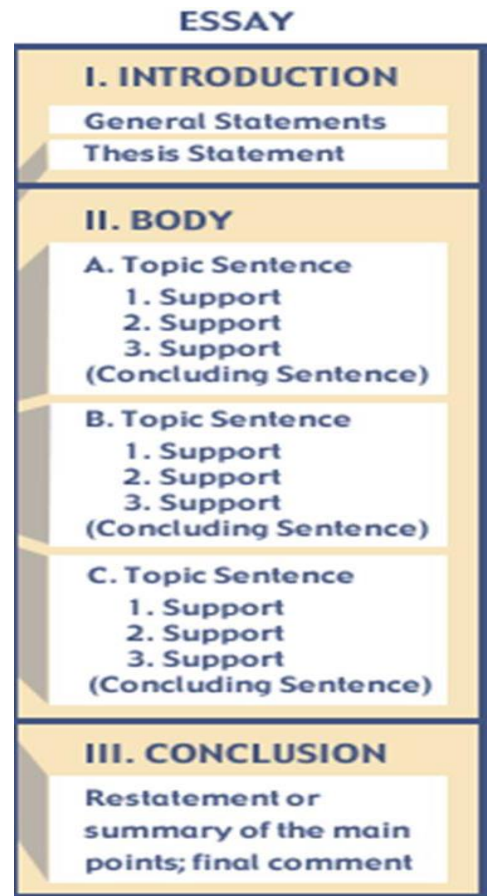 ESSAY
I. INTRODUCTION
General Statements
Thesis Statement
II. BODY
A. Topic Sentence
1. Support
2. Support
3. Support
(Concluding Sentence)
B. Topic Sentence
1. Support
2. Support
3. Support
(Concluding Sentence)
C. Topic Sentence
1. Support
2. Support
3. Support
(Concluding Sentence)
III. CONCLUSION
Restatement or
summary of the main
points; final comment